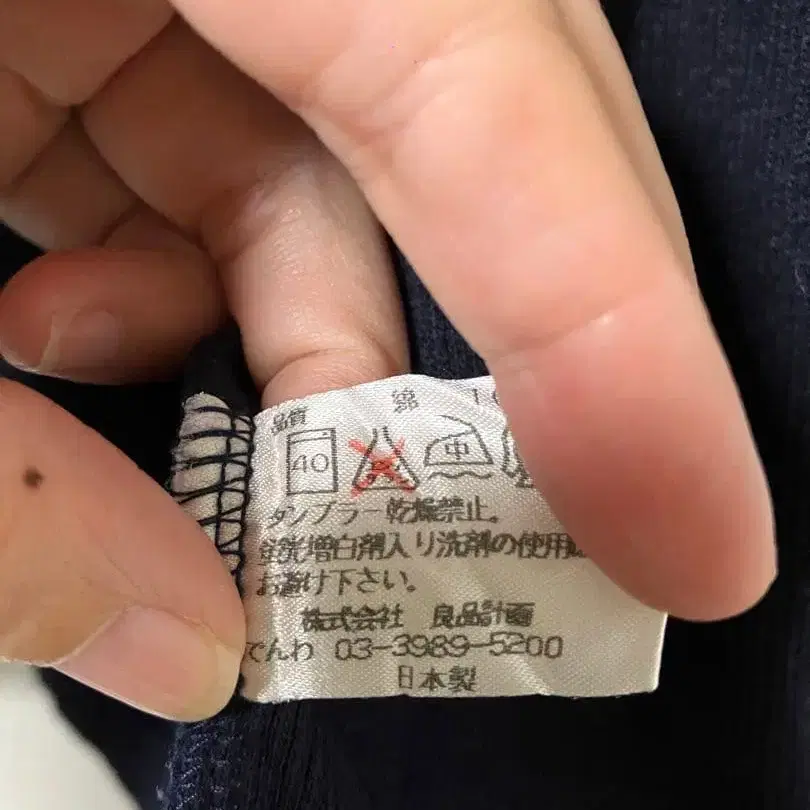 品質 綿
40 中
タンブラー乾燥禁止。
蛍光増白剤入り洗剤の使用は
お避け下さい。
株式会社 良品計画
でんわ 03-3989-5200
日本製